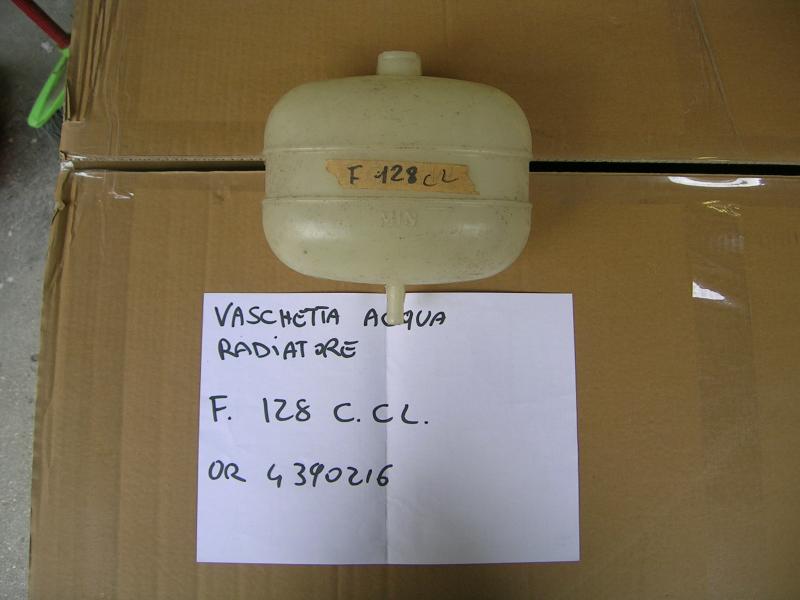 F 128 CL
MIN
VASCHETTA ACQUA
RADIATORE
F. 128 C.CL.
OR 4390216